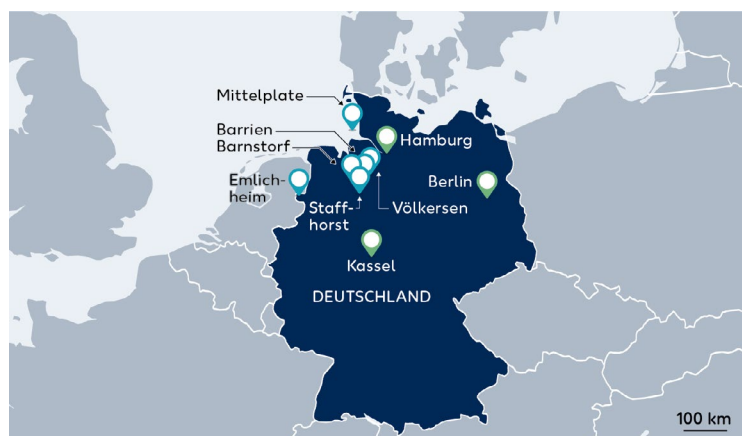 Mittelplate
Barrien
Barnstorf
Hamburg
Emlich-
heim
Berlin
Staff-
horst
Völkersen
Kassel
DEUTSCHLAND
100 km